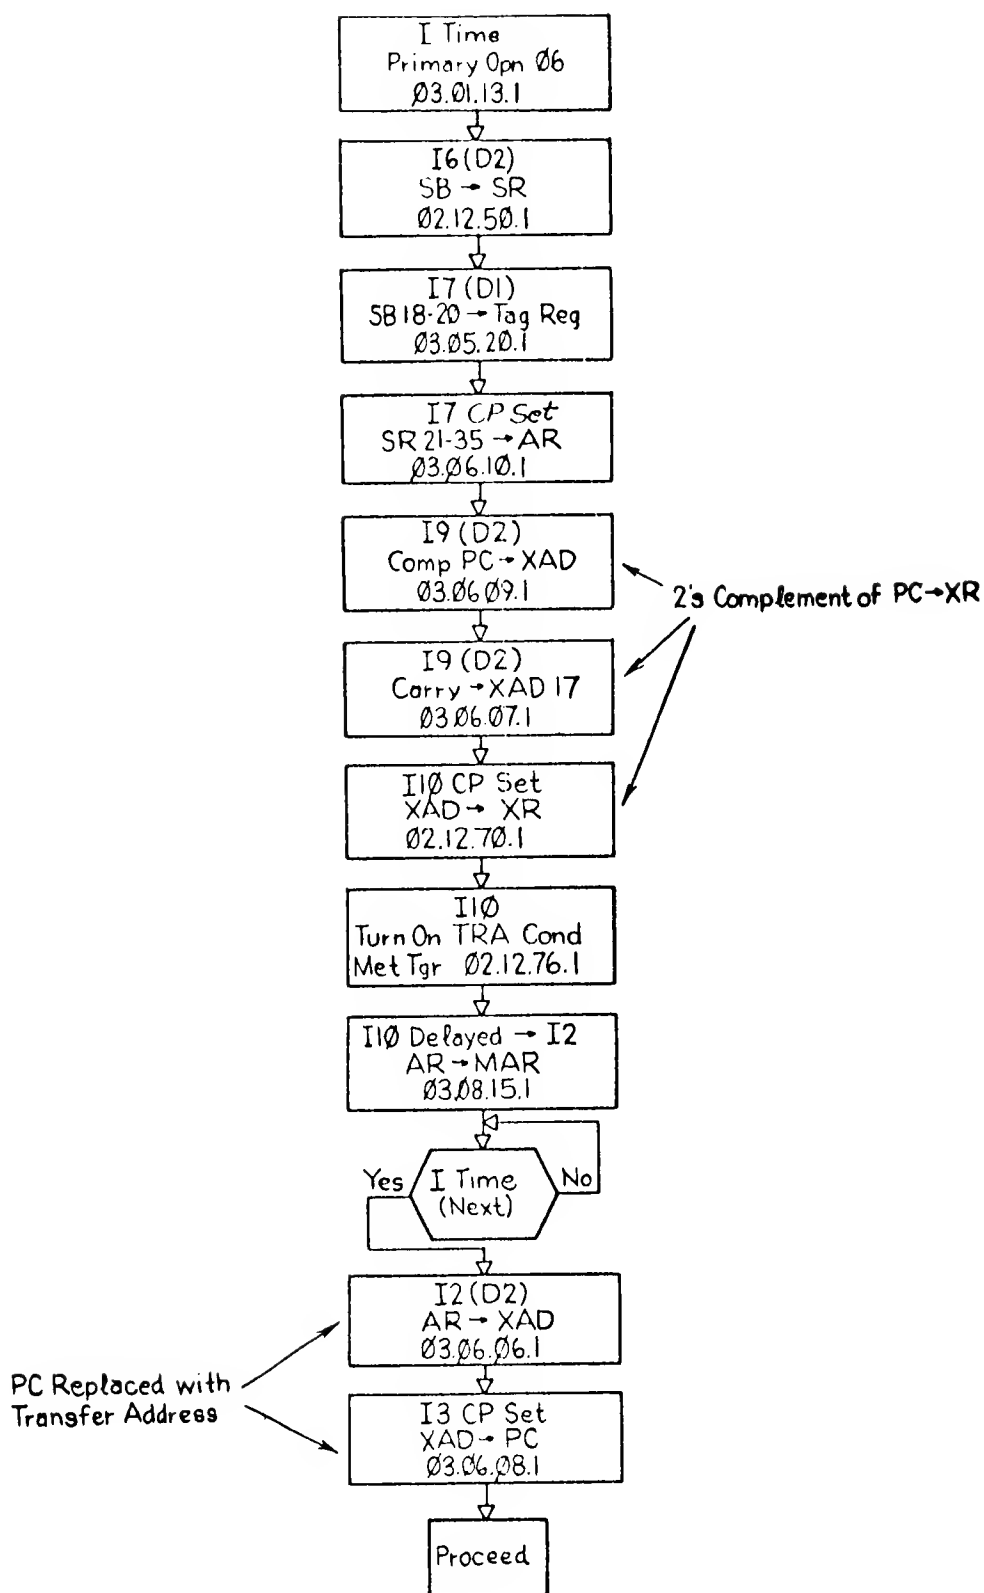 I Time
Primary Opn Ø6
Ø3.01.13.1
I6 (D2)
SB → SR
Ø2.12.50.1
I7 (D1)
SB 18-20 → Tag Reg
Ø3.05.20.1
I7 CP Set
SR 21-35 → AR
Ø3.Ø6.1Ø.1
I9 (D2)
Comp PC → XAD
Ø3.Ø6Ø9.1
2's Complement of PC→XR
I9 (D2)
Carry → XAD 17
Ø3.Ø6.Ø7.1
I1Ø CP Set
XAD → XR
Ø2.12.7Ø.1
I1Ø
Turn On TRA Cond
Met Tgr Ø2.12.76.1
I1Ø Delayed → I2
AR → MAR
Ø3.Ø8.15.1
Yes
I Time
(Next)
No
I2 (D2)
AR → XAD
Ø3.Ø6.Ø6.1
PC Replaced with
Transfer Address
I3 CP Set
XAD → PC
Ø3.Ø6.Ø8.1
Proceed